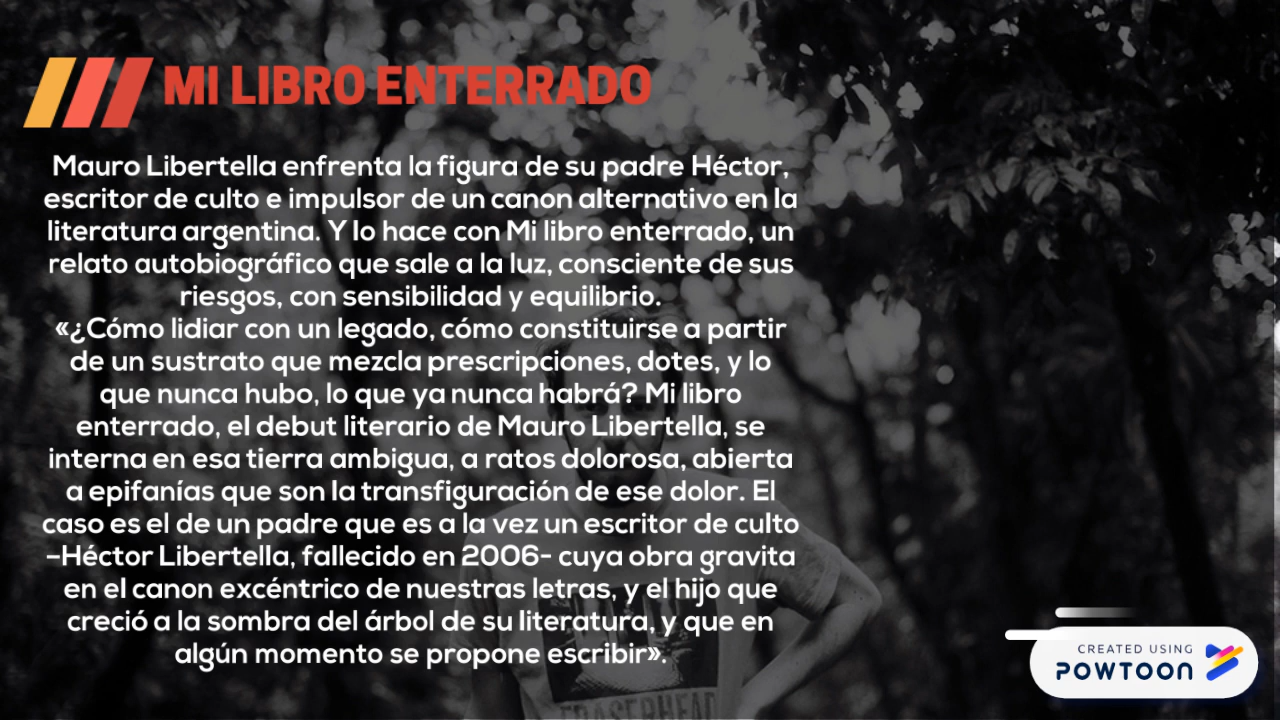 MI LIBRO ENTERRADO
Mauro Libertella enfrenta la figura de su padre Héctor,
escritor de culto e impulsor de un canon alternativo en la
literatura argentina. Y lo hace con Mi libro enterrado, un
relato autobiográfico que sale a la luz, consciente de sus
riesgos, con sensibilidad y equilibrio.
«¿Cómo lidiar con un legado, cómo constituirse a partir
de un sustrato que mezcla prescripciones, dotes, y lo
que nunca hubo, lo que ya nunca habrá? Mi libro
enterrado, el debut literario de Mauro Libertella, se
interna en esa tierra ambigua, a ratos dolorosa, abierta
a epifanías que son la transfiguración de ese dolor. El
caso es el de un padre que es a la vez un escritor de culto
–Héctor Libertella, fallecido en 2006- cuya obra gravita
en el canon excéntrico de nuestras letras, y el hijo que
creció a la sombra del árbol de su literatura, y que en
algún momento se propone escribir».
ERASERHEAD
CREATED USING
POWTOON